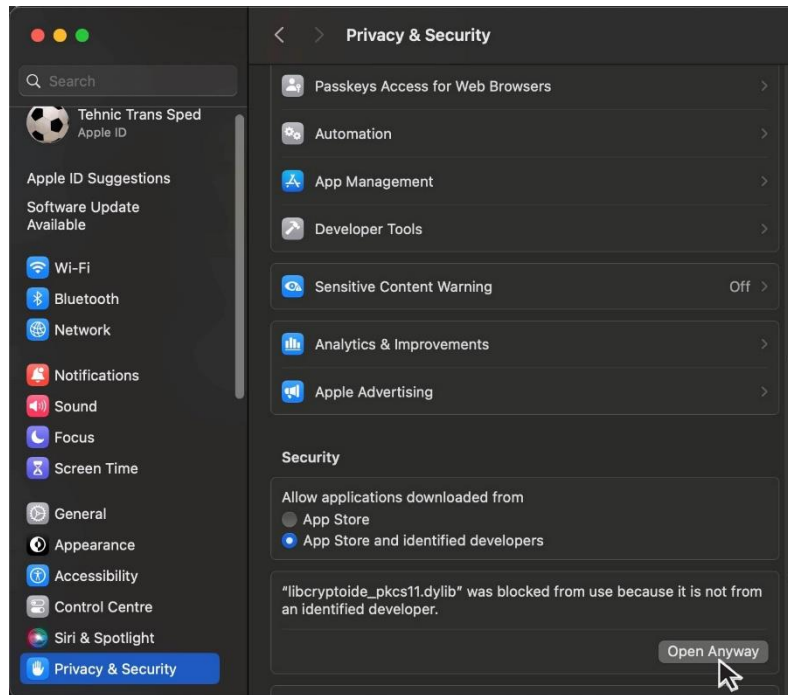 Privacy & Security
Search
Tehnic Trans Sped
Apple ID
Apple ID Suggestions
Software Update
Available
Wi-Fi
Bluetooth
Network
Notifications
Sound
Focus
Screen Time
General
Appearance
Accessibility
Control Centre
Siri & Spotlight
Privacy & Security
Passkeys Access for Web Browsers
Automation
App Management
Developer Tools
Sensitive Content Warning Off
Analytics & Improvements
Apple Advertising
Security
Allow applications downloaded from
App Store
App Store and identified developers
“libcryptoide_pkcs11.dylib” was blocked from use because it is not from
an identified developer.
Open Anyway